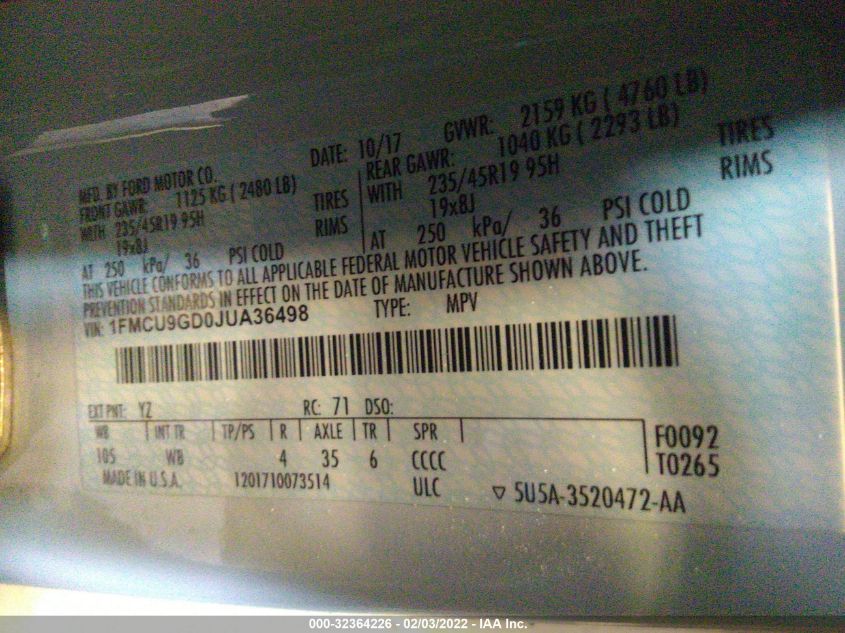 MFD. BY FORD MOTOR CO.
DATE: 10/17
GVWR: 2159 KG ( 4760 LB)
FRONT GAWR: 1125 KG ( 2480 LB)
REAR GAWR: 1040 KG ( 2293 LB)
WITH 235/45R19 95H TIRES
WITH 235/45R19 95H TIRES
19x8J RIMS
19x8J RIMS
AT 250 kPa/ 36 PSI COLD
AT 250 kPa/ 36 PSI COLD
THIS VEHICLE CONFORMS TO ALL APPLICABLE FEDERAL MOTOR VEHICLE SAFETY AND THEFT
PREVENTION STANDARDS IN EFFECT ON THE DATE OF MANUFACTURE SHOWN ABOVE.
VIN: 1FMCU9GD0JUA36498
TYPE: MPV
EXT PNT: YZ RC: 71 DSO:
WB INT TR TP/PS R AXLE TR SPR
105 WB 4 35 6 CCCC
F0092
T0265
MADE IN U.S.A. 1201710073514 ULC
5U5A-3520472-AA
000-32364226 - 02/03/2022 - IAA Inc.